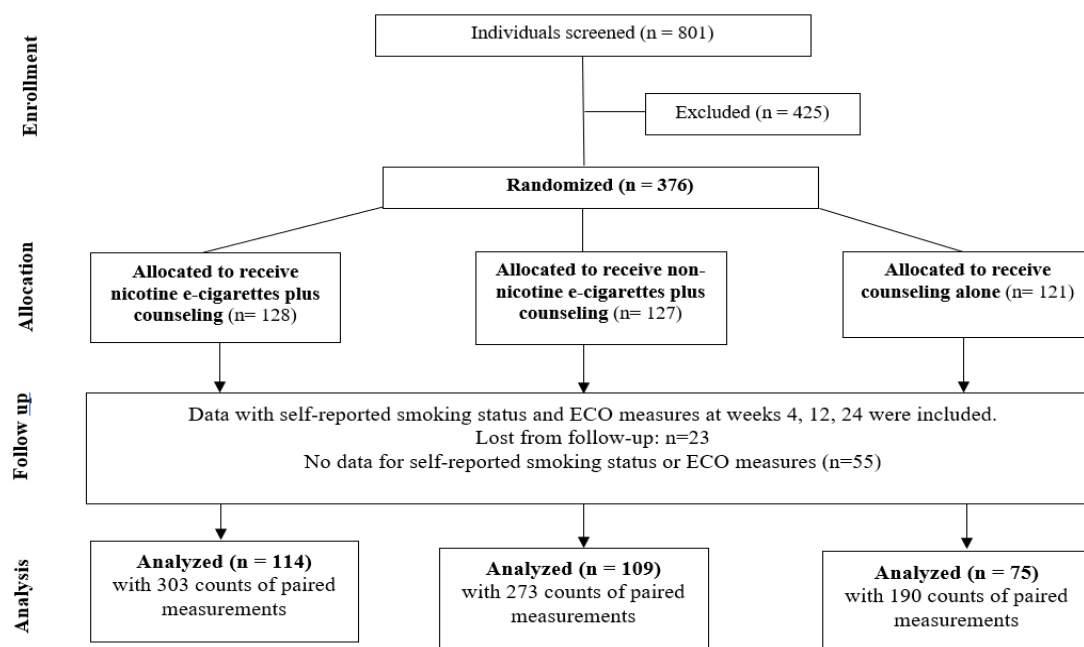 Enrollment
Individuals screened (n = 801)
Excluded (n = 425)
Randomized (n = 376)
Allocation
Allocated to receive
nicotine e-cigarettes plus
counseling (n= 128)
Allocated to receive non-
nicotine e-cigarettes plus
counseling (n= 127)
Allocated to receive
counseling alone (n= 121)
Follow up
Data with self-reported smoking status and ECO measures at weeks 4, 12, 24 were included.
Lost from follow-up: n=23
No data for self-reported smoking status or ECO measures (n=55)
Analysis
Analyzed (n = 114)
with 303 counts of paired
measurements
Analyzed (n = 109)
with 273 counts of paired
measurements
Analyzed (n = 75)
with 190 counts of paired
measurements